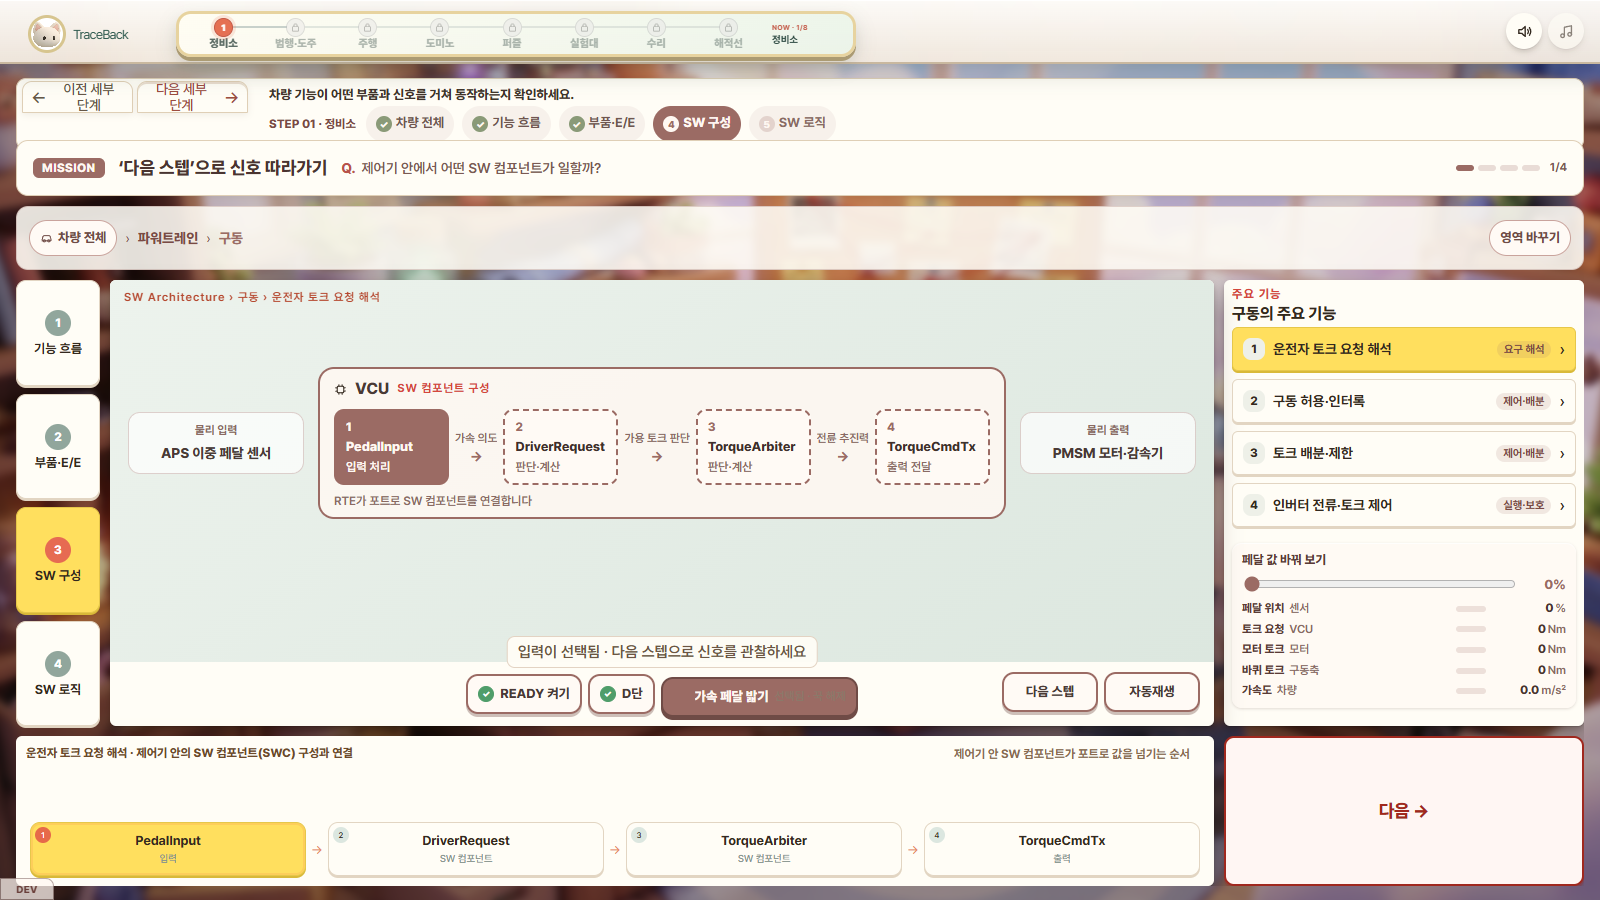 TraceBack
1
정비소
범행·도주
주행
도미노
퍼즐
실험대
수리
해적선
NOW · 1/8
정비소
← 이전 세부 단계
다음 세부 단계 →
차량 기능이 어떤 부품과 신호를 거쳐 동작하는지 확인하세요.
STEP 01 · 정비소
차량 전체
기능 흐름
부품·E/E
4 SW 구성
5 SW 로직
MISSION
‘다음 스텝’으로 신호 따라가기
Q. 제어기 안에서 어떤 SW 컴포넌트가 일할까?
1/4
차량 전체 › 파워트레인 › 구동
영역 바꾸기
1
기능 흐름
2
부품·E/E
3
SW 구성
4
SW 로직
SW Architecture › 구동 › 운전자 토크 요청 해석
물리 입력
APS 이중 페달 센서
VCU SW 컴포넌트 구성
1
PedalInput
입력 처리
가속 의도
→
2
DriverRequest
판단·계산
가용 토크 판단
→
3
TorqueArbiter
판단·계산
전륜 추진력
→
4
TorqueCmdTx
출력 전달
RTE가 포트로 SW 컴포넌트를 연결합니다
물리 출력
PMSM 모터·감속기
입력이 선택됨 · 다음 스텝으로 신호를 관찰하세요
READY 켜기
D단
가속 페달 밟기
다음 스텝
자동재생
주요 기능
구동의 주요 기능
1 운전자 토크 요청 해석 요구 해석 ›
2 구동 허용·인터록 제어·배분 ›
3 토크 배분·제한 제어·배분 ›
4 인버터 전류·토크 제어 실행·보호 ›
페달 값 바꿔 보기
0%
페달 위치 센서 0 %
토크 요청 VCU 0 Nm
모터 토크 모터 0 Nm
바퀴 토크 구동축 0 Nm
가속도 차량 0.0 m/s²
운전자 토크 요청 해석 · 제어기 안의 SW 컴포넌트(SWC) 구성과 연결
제어기 안 SW 컴포넌트가 포트로 값을 넘기는 순서
1
PedalInput
입력
→
2
DriverRequest
SW 컴포넌트
→
3
TorqueArbiter
SW 컴포넌트
→
4
TorqueCmdTx
출력
다음 →
DEV